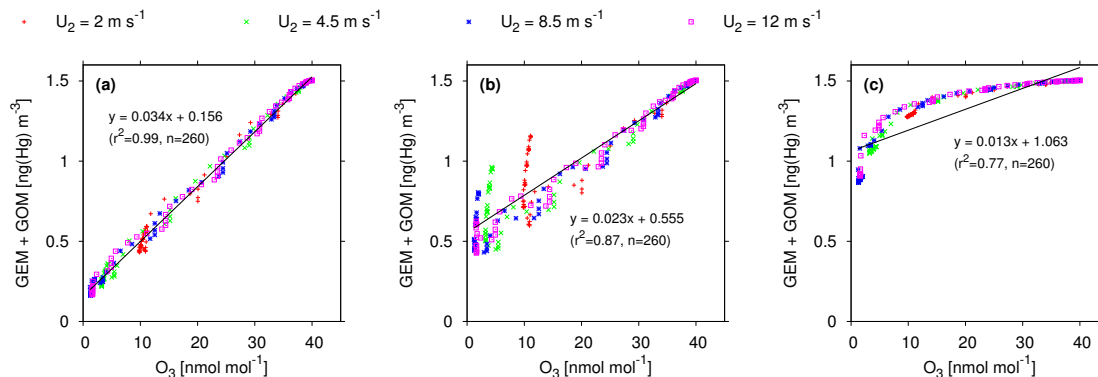 U₂ = 2 m s⁻¹ U₂ = 4.5 m s⁻¹ U₂ = 8.5 m s⁻¹ U₂ = 12 m s⁻¹
(a)
y = 0.034x + 0.156
(r²=0.99, n=260)
GEM + GOM [ng(Hg) m⁻³]
1.5
1
0.5
0
0 10 20 30 40
O₃ [nmol mol⁻¹]
(b)
y = 0.023x + 0.555
(r²=0.87, n=260)
GEM + GOM [ng(Hg) m⁻³]
1.5
1
0.5
0
0 10 20 30 40
O₃ [nmol mol⁻¹]
(c)
y = 0.013x + 1.063
(r²=0.77, n=260)
GEM + GOM [ng(Hg) m⁻³]
1.5
1
0.5
0
0 10 20 30 40
O₃ [nmol mol⁻¹]